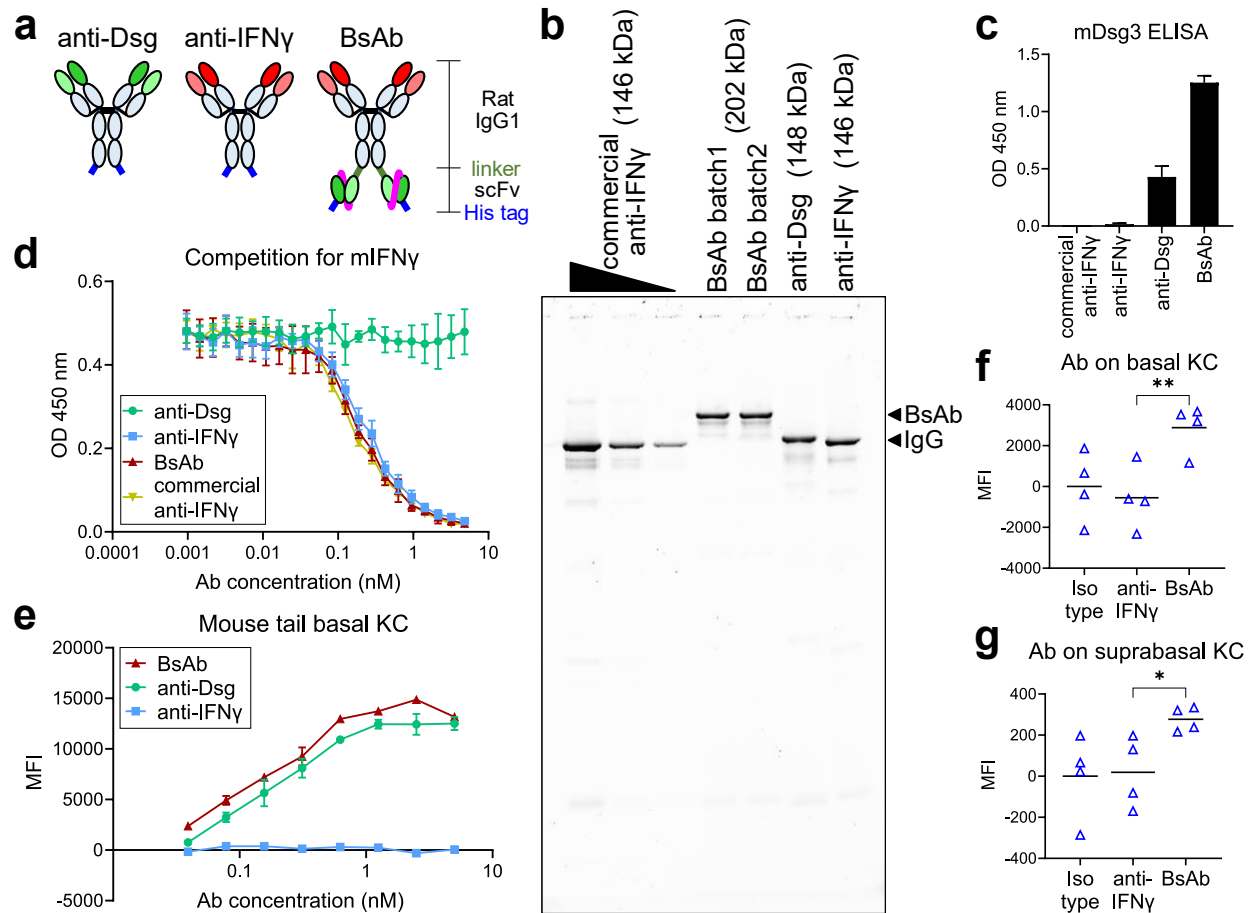 a
anti-Dsg
anti-IFNγ
BsAb
Rat
IgG1
linker
scFv
His tag
b
commercial
anti-IFNγ
(146 kDa)
BsAb batch1
BsAb batch2
(202 kDa)
anti-Dsg (148 kDa)
anti-IFNγ (146 kDa)
BsAb
IgG
c
mDsg3 ELISA
OD 450 nm
1.5
1.0
0.5
0.0
commercial
anti-IFNγ
anti-IFNγ
anti-Dsg
BsAb
d
Competition for mIFNγ
OD 450 nm
0.6
0.4
0.2
0.0
anti-Dsg
anti-IFNγ
BsAb
commercial
anti-IFNγ
0.0001
0.001
0.01
0.1
1
10
Ab concentration (nM)
e
Mouse tail basal KC
MFI
20000
15000
10000
5000
0
-5000
BsAb
anti-Dsg
anti-IFNγ
0.1
1
10
Ab concentration (nM)
f
Ab on basal KC
**
MFI
4000
2000
0
-2000
-4000
Iso
type
anti-
IFNγ
BsAb
g
Ab on suprabasal KC
*
MFI
400
200
0
-200
-400
Iso
type
anti-
IFNγ
BsAb